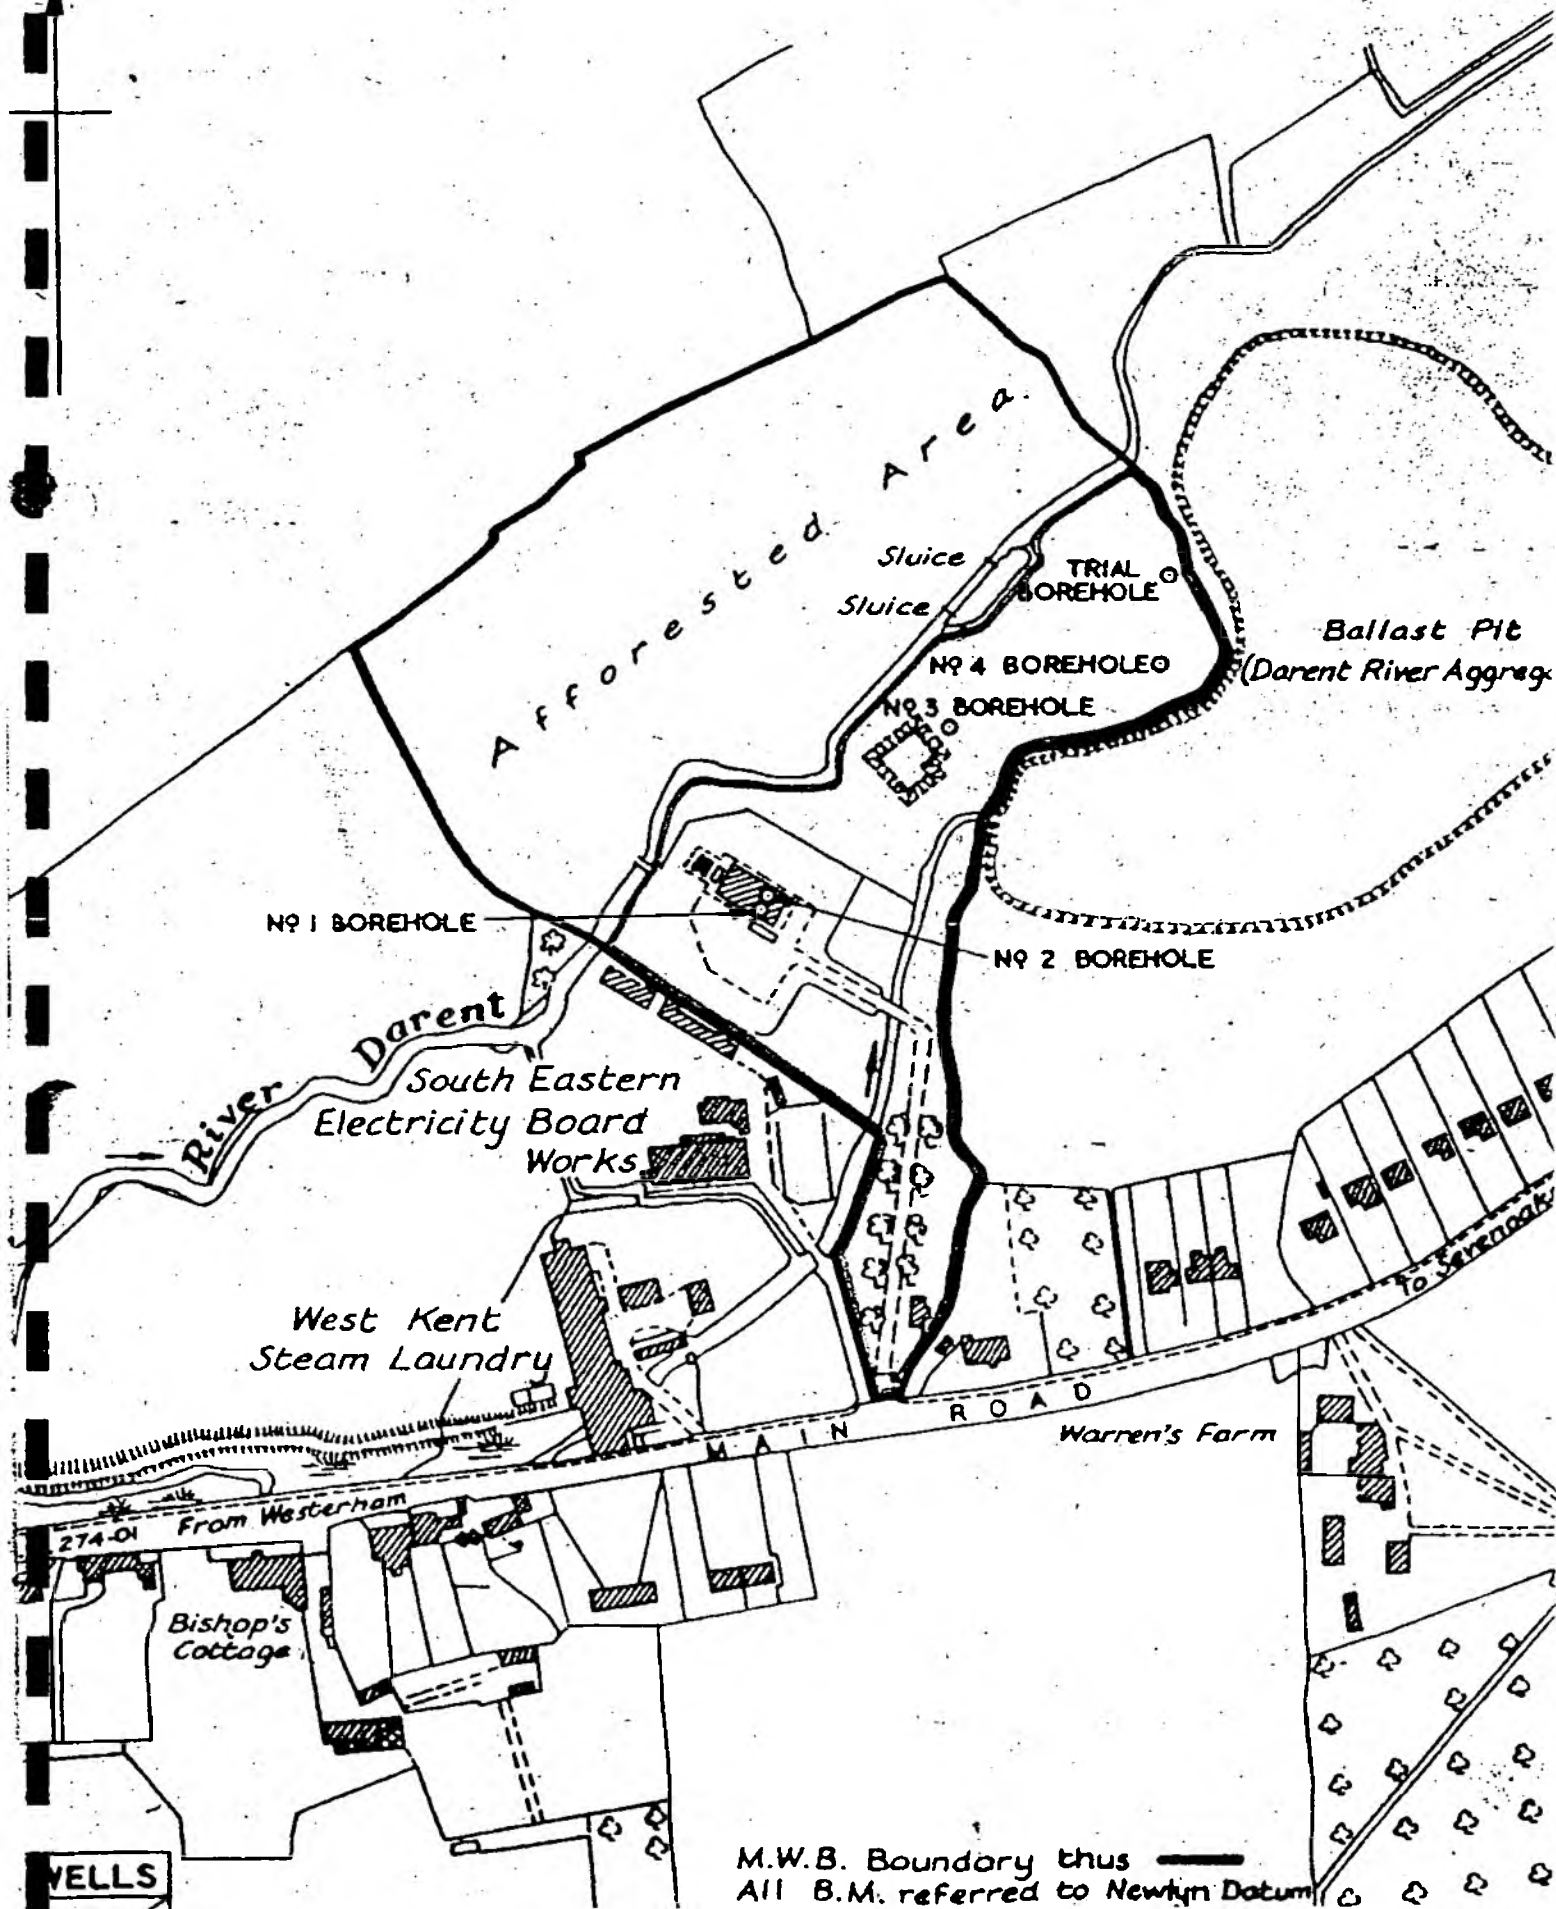 Afforested Area.
Sluice
Sluice
TRIAL
BOREHOLE
Nº 4 BOREHOLE
Nº 3 BOREHOLE
Ballast Pit
(Darent River Aggreg
Nº 1 BOREHOLE
Nº 2 BOREHOLE
River Darent
South Eastern
Electricity Board
Works
West Kent
Steam Laundry
To Sevenoaks
MAIN ROAD
Warren's Farm
From Westerham
274-01
Bishop's
Cottage
WELLS
M.W.B. Boundary thus
All B.M. referred to Newlyn Datum